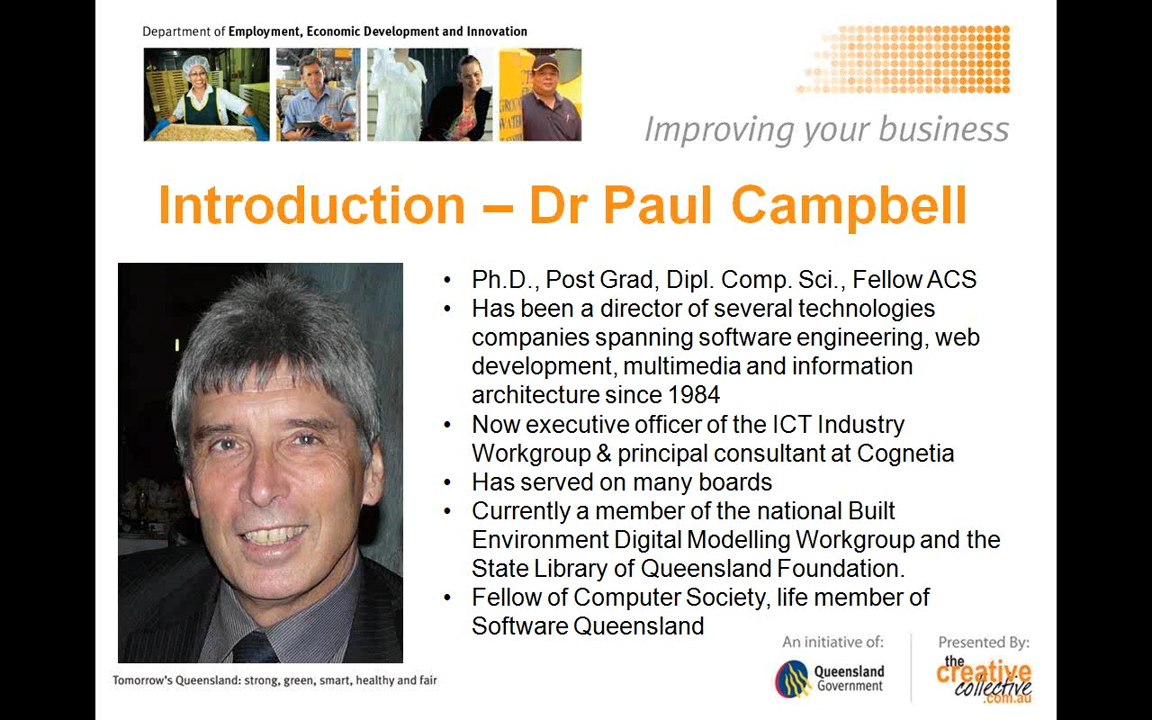 Department of Employment, Economic Development and Innovation
Improving your business
Introduction – Dr Paul Campbell
• Ph.D., Post Grad, Dipl. Comp. Sci., Fellow ACS
• Has been a director of several technologies
companies spanning software engineering, web
development, multimedia and information
architecture since 1984
• Now executive officer of the ICT Industry
Workgroup & principal consultant at Cognetia
• Has served on many boards
• Currently a member of the national Built
Environment Digital Modelling Workgroup and the
State Library of Queensland Foundation.
• Fellow of Computer Society, life member of
Software Queensland
Tomorrow's Queensland: strong, green, smart, healthy and fair
An initiative of:
Queensland
Government
Presented By:
the
creative
collective
.com.au